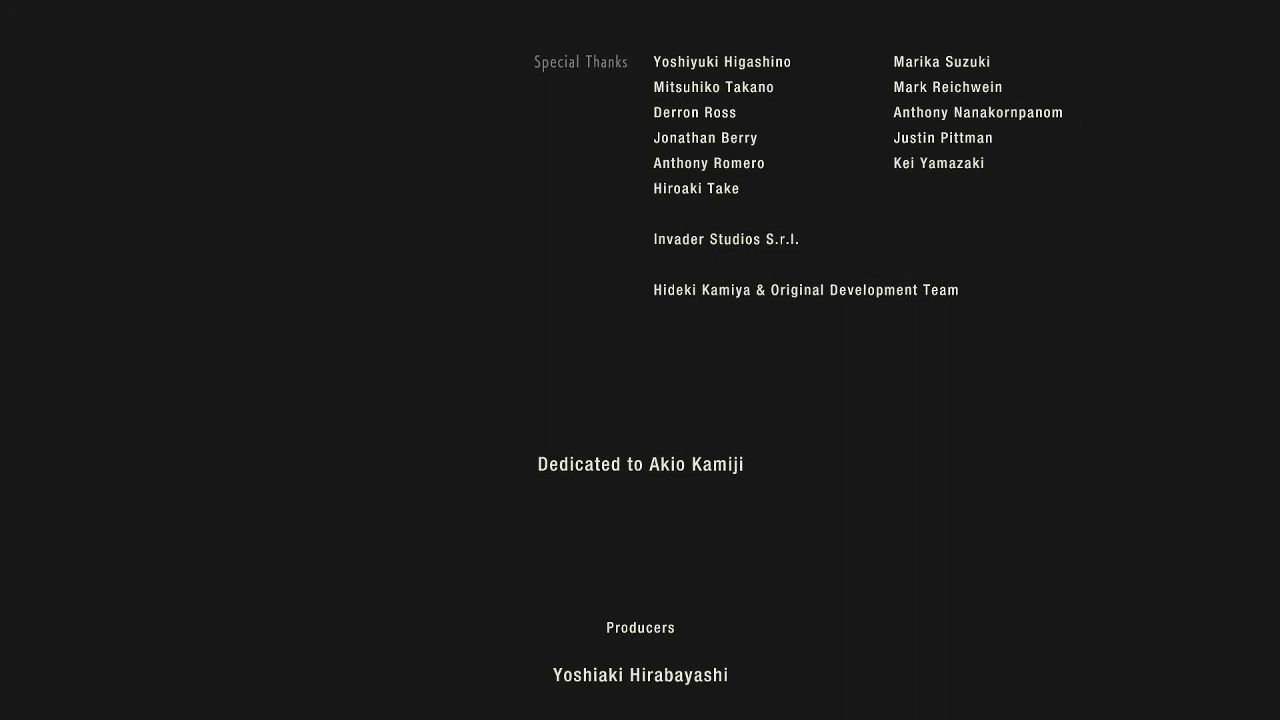 Special Thanks
Yoshiyuki Higashino Marika Suzuki
Mitsuhiko Takano Mark Reichwein
Derron Ross Anthony Nanakornpanom
Jonathan Berry Justin Pittman
Anthony Romero Kei Yamazaki
Hiroaki Take
Invader Studios S.r.l.
Hideki Kamiya & Original Development Team
Dedicated to Akio Kamiji
Producers
Yoshiaki Hirabayashi